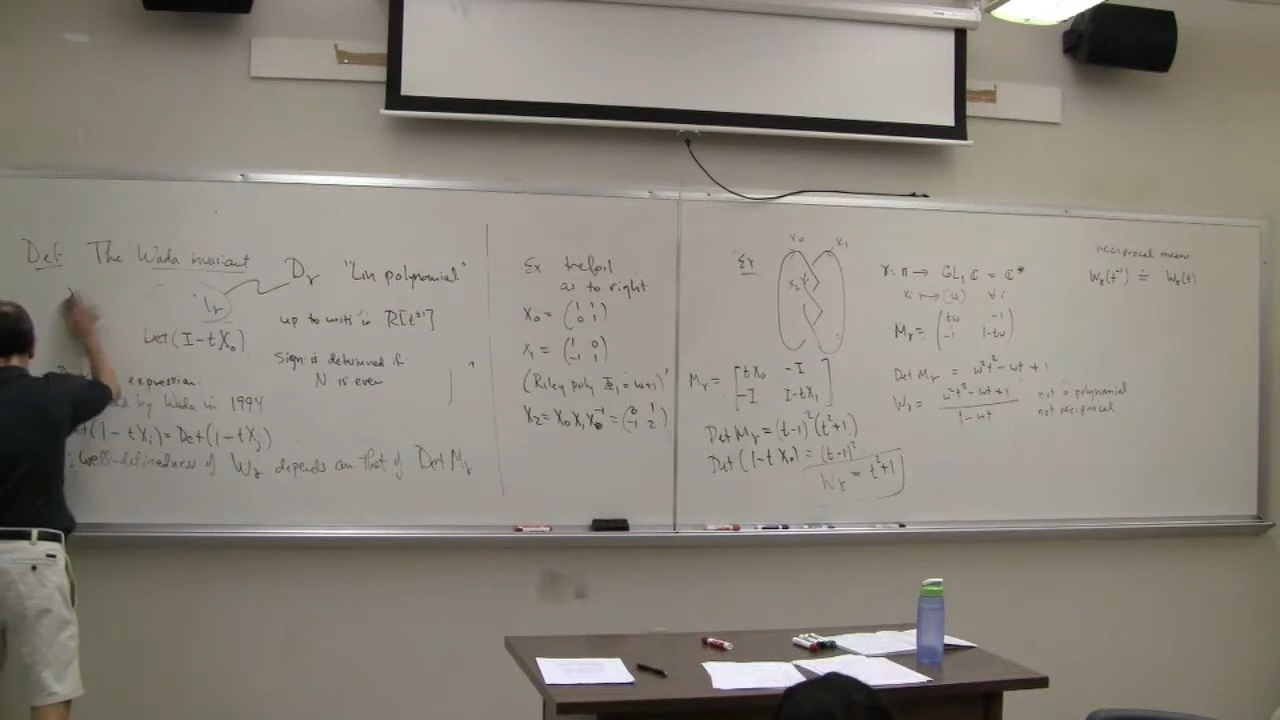 Def The Wada invariant
D_γ "Lin polynomial"
up to units in R[t^{±1}]
Det(I-tX_0)
Sign is determined if
N is even
expression
by Wada in 1994
(1-tX_i) = Det(1-tX_j)
well-definedness of W_γ depends on that of Det M_γ
Ex trefoil
as to right
X_0 = (1 1
0 1)
X_1 = (1 0
-1 1)
(Riley poly Φ_1 = w+1)
X_2 = X_0 X_1 X_0^{-1} = (0 1
-1 2)
Ex
X_0 X_1
X_2
M_γ = [tX_0 -I
-I I-tX_1]
Det M_γ = (t-1)^2(t^2+1)
Det(1-tX_0) = (t-1)^2
W_γ = t^2+1
γ: π → GL_1 C = C*
x_i ↦ (w) ∀i
M_γ = (tw -1
-1 1-tw)
Det M_γ = w^2t^2 - wt + 1
W_γ = (w^2t^2 - wt + 1)/(1-wt)
not a polynomial
not reciprocal
reciprocal mean
W_γ(t^{-1}) ≐ W_γ(t)